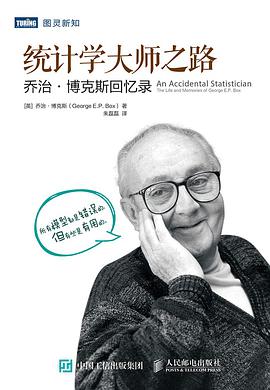 TURING 图灵新知
统计学大师之路
乔治·博克斯回忆录
An Accidental Statistician
The Life and Memories of George E.P. Box
[英] 乔治·博克斯（George E.P. Box）著
朱磊磊 译
所有模型都是错误的，
但有些是有用的。
中国工信出版集团
人民邮电出版社
POSTS & TELECOM PRESS